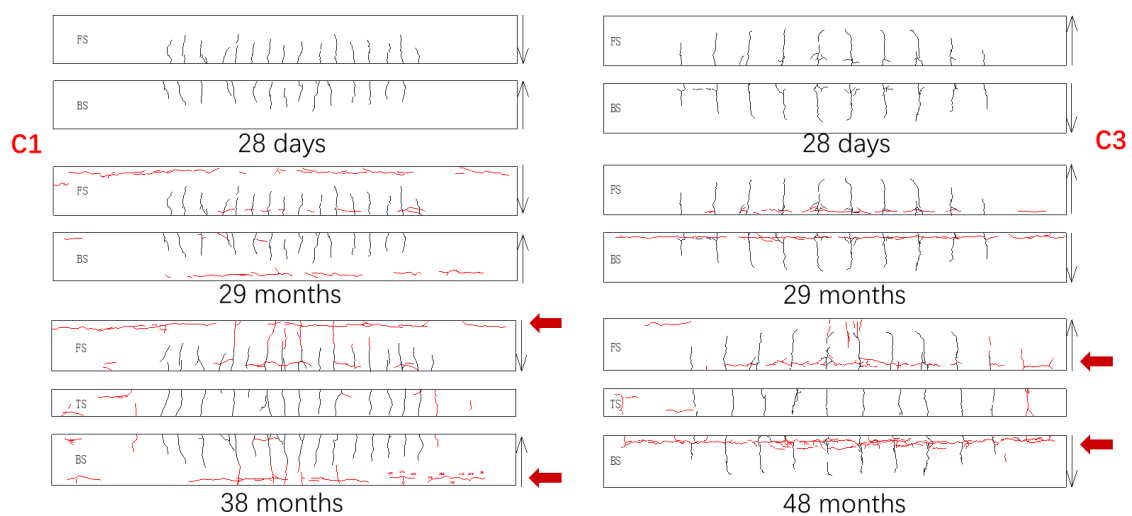 FS
BS
C1
28 days
FS
BS
29 months
FS
TS
BS
38 months
FS
BS
28 days
C3
FS
BS
29 months
FS
TS
BS
48 months